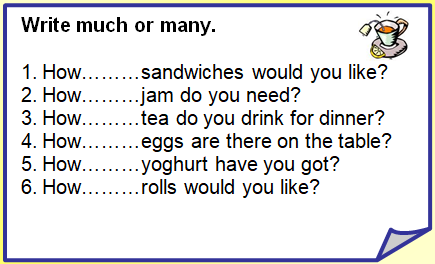 Write much or many.
1. How………sandwiches would you like?
2. How………jam do you need?
3. How………tea do you drink for dinner?
4. How………eggs are there on the table?
5. How………yoghurt have you got?
6. How………rolls would you like?